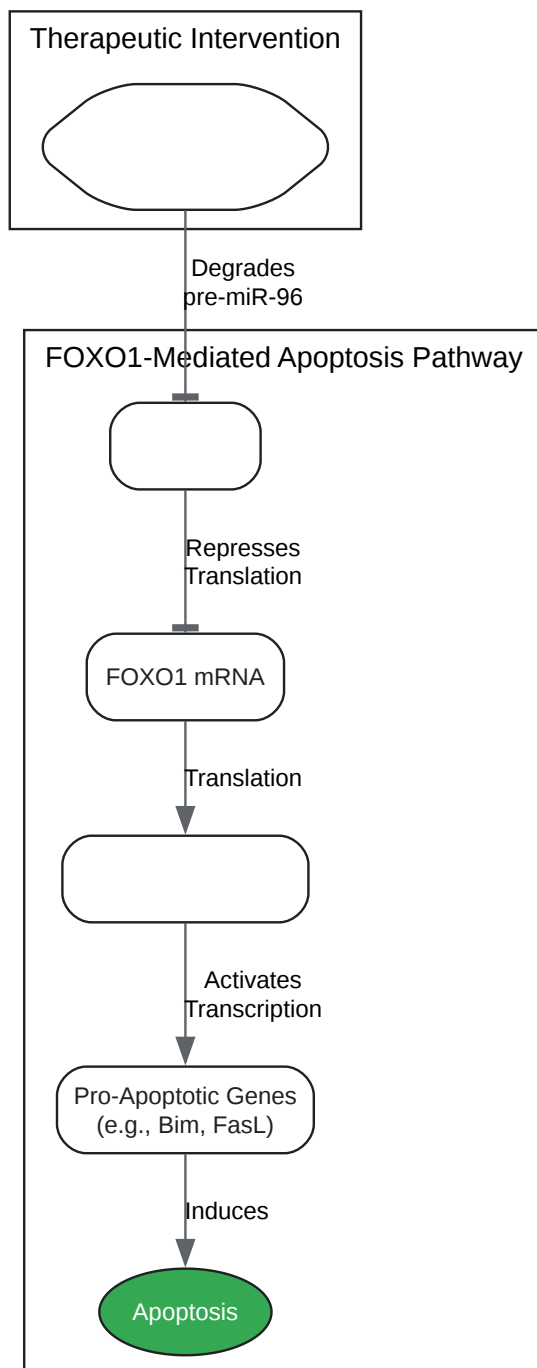 Therapeutic Intervention
Degrades
pre-miR-96
FOXO1-Mediated Apoptosis Pathway
Represses
Translation
FOXO1 mRNA
Translation
Activates
Transcription
Pro-Apoptotic Genes
(e.g., Bim, FasL)
Induces
Apoptosis